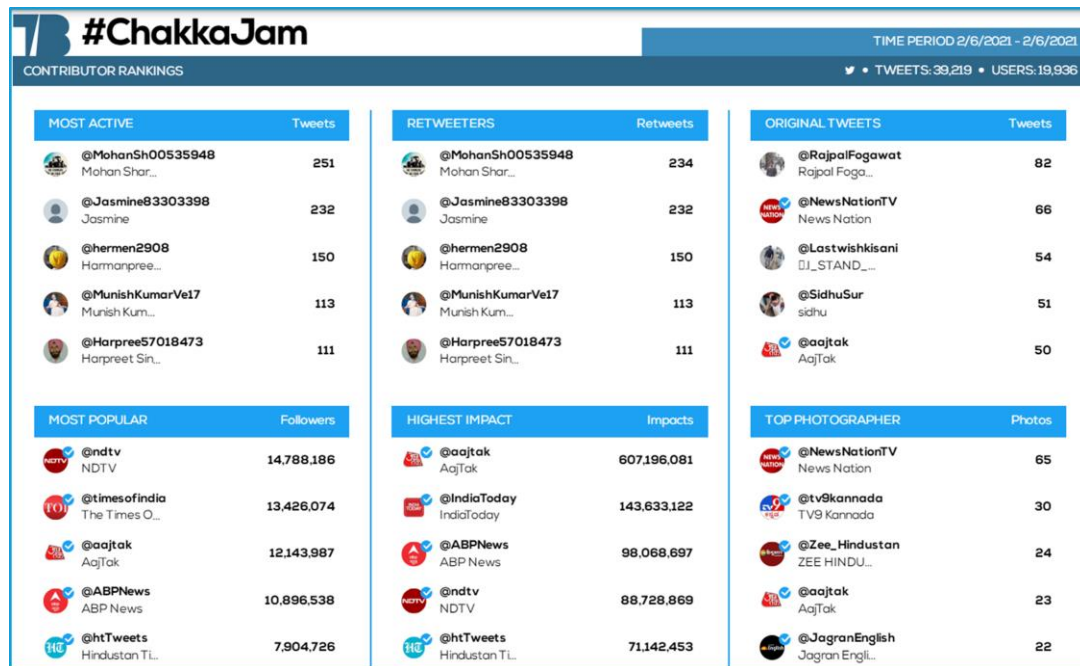 TB #ChakkaJam
TIME PERIOD 2/6/2021 - 2/6/2021
CONTRIBUTOR RANKINGS
• TWEETS: 39,219 • USERS: 19,936
MOST ACTIVE Tweets
@MohanSh00535948
Mohan Shar... 251
@Jasmine83303398
Jasmine 232
@hermen2908
Harmanpree... 150
@MunishKumarVe17
Munish Kum... 113
@Harpree57018473
Harpreet Sin... 111
RETWEETERS Retweets
@MohanSh00535948
Mohan Shar... 234
@Jasmine83303398
Jasmine 232
@hermen2908
Harmanpree... 150
@MunishKumarVe17
Munish Kum... 113
@Harpree57018473
Harpreet Sin... 111
ORIGINAL TWEETS Tweets
@RajpalFogawat
Rajpal Foga... 82
@NewsNationTV
News Nation 66
@Lastwishkisani
I_STAND_... 54
@SidhuSur
sidhu 51
@aajtak
AajTak 50
MOST POPULAR Followers
@ndtv
NDTV 14,788,186
@timesofindia
The Times O... 13,426,074
@aajtak
AajTak 12,143,987
@ABPNews
ABP News 10,896,538
@htTweets
Hindustan Ti... 7,904,726
HIGHEST IMPACT Impacts
@aajtak
AajTak 607,196,081
@IndiaToday
IndiaToday 143,633,122
@ABPNews
ABP News 98,068,697
@ndtv
NDTV 88,728,869
@htTweets
Hindustan Ti... 71,142,453
TOP PHOTOGRAPHER Photos
@NewsNationTV
News Nation 65
@tv9kannada
TV9 Kannada 30
@Zee_Hindustan
ZEE HINDU... 24
@aajtak
AajTak 23
@JagranEnglish
Jagran Engli... 22